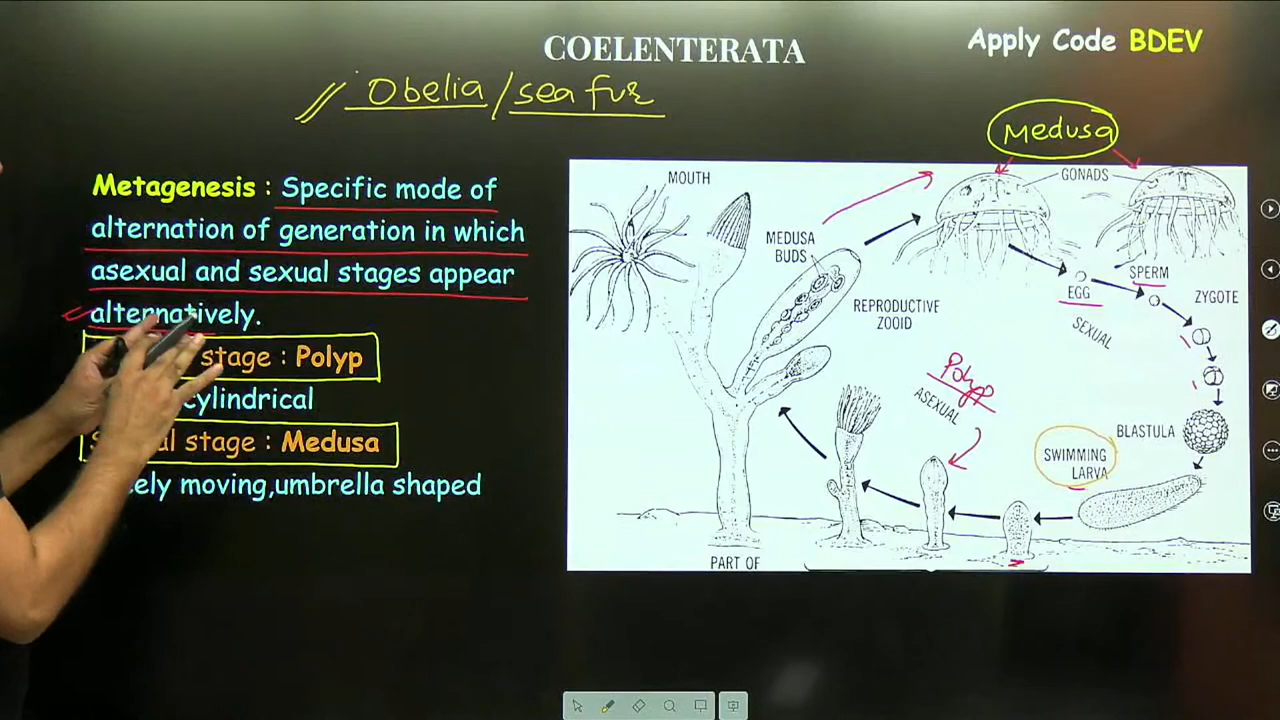 COELENTERATA
Apply Code BDEV
Obelia / sea fur
Medusa
Metagenesis : Specific mode of
alternation of generation in which
asexual and sexual stages appear
alternatively.
stage : Polyp
cylindrical
stage : Medusa
moving,umbrella shaped
MOUTH
GONADS
MEDUSA
BUDS
REPRODUCTIVE
ZOOID
EGG
SPERM
ZYGOTE
SEXUAL
Polyp
ASEXUAL
BLASTULA
SWIMMING
LARVA
PART OF